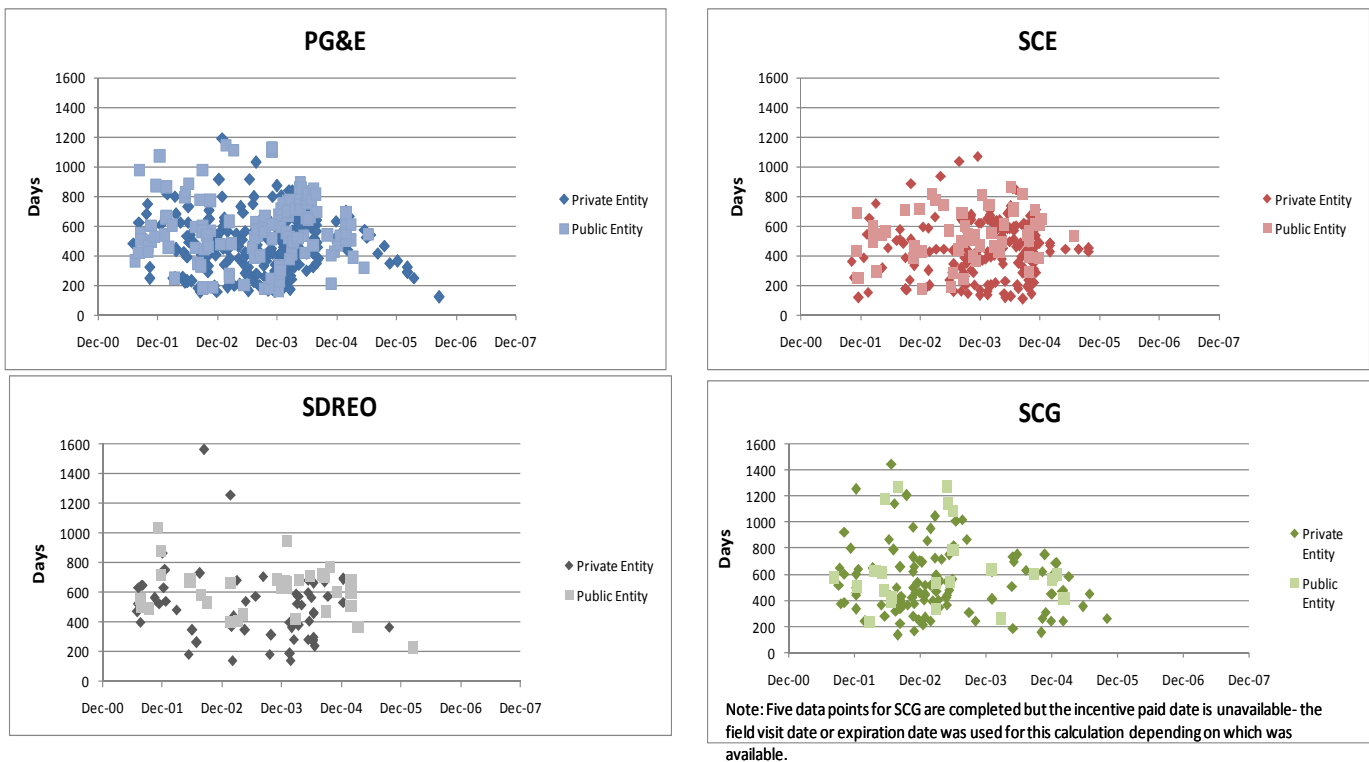 PG&E
1600
1400
1200
1000
800
600
400
200
0
Days
Dec-00 Dec-01 Dec-02 Dec-03 Dec-04 Dec-05 Dec-06 Dec-07
Private Entity
Public Entity
SCE
1600
1400
1200
1000
800
600
400
200
0
Days
Dec-00 Dec-01 Dec-02 Dec-03 Dec-04 Dec-05 Dec-06 Dec-07
Private Entity
Public Entity
SDREO
1600
1400
1200
1000
800
600
400
200
0
Days
Dec-00 Dec-01 Dec-02 Dec-03 Dec-04 Dec-05 Dec-06 Dec-07
Private Entity
Public Entity
SCG
1600
1400
1200
1000
800
600
400
200
0
Days
Dec-00 Dec-01 Dec-02 Dec-03 Dec-04 Dec-05 Dec-06 Dec-07
Private
Entity
Public
Entity
Note: Five data points for SCG are completed but the incentive paid date is unavailable- the
field visit date or expiration date was used for this calculation depending on which was
available.